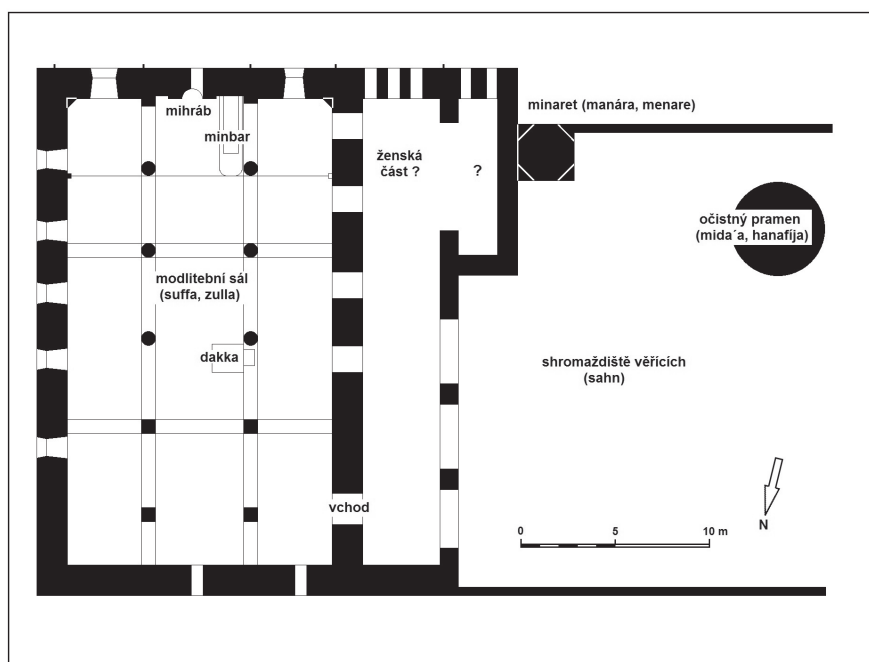 minaret (manára, menare)
mihráb
minbar
ženská
část ?
?
očistný pramen
(mida´a, hanafíja)
modlitební sál
(suffa, zulla)
dakka
shromaždiště věřících
(sahn)
vchod
N
0 5 10 m